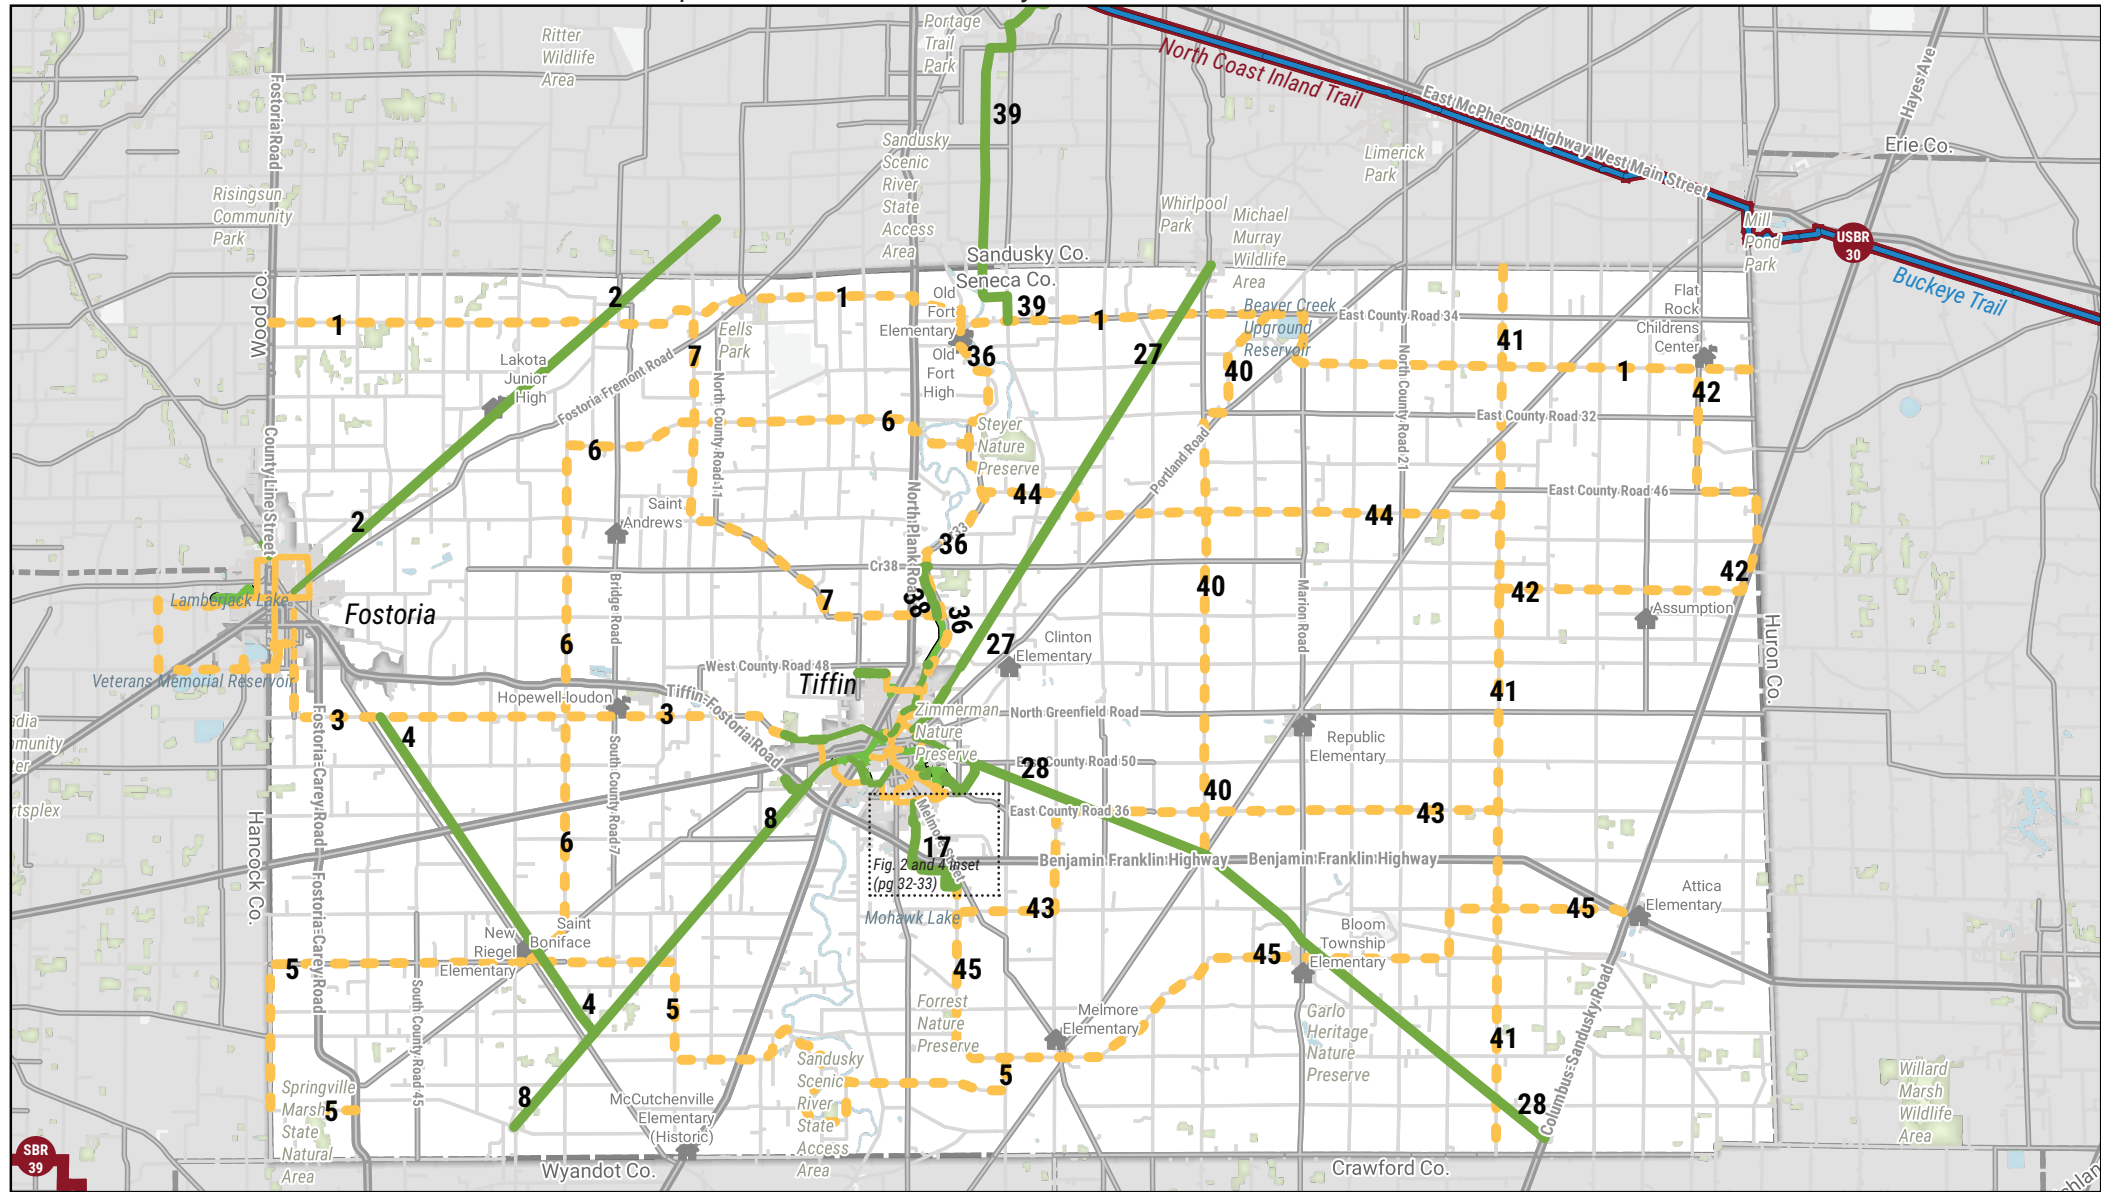 Portage
Trail
Park
Ritter
Wildlife
Area
North Coast Inland Trail
East McPherson Highway
West Main Street
Hayes Ave
Erie Co.
Fostoria Road
39
Sandusky
Scenic
River
State
Access
Area
Limerick
Park
Risingsun
Community
Park
Whirlpool
Park
Michael
Murray
Wildlife
Area
Mill
Pond
Park
USBR
30
Buckeye Trail
Sandusky Co.
Seneca Co.
Wood Co.
2
1
1
Old
Fort
Elementary
39
1
Beaver Creek
Upground
Reservoir
East County Road 34
Flat
Rock
Childrens
Center
41
1
42
Eells
Park
7
Lakota
Junior
High
Fostoria Fremont Road
36
Old
Fort
High
27
40
North County Road 11
North County Road 21
East County Road 32
6
6
Steyer
Nature
Preserve
Portland Road
County Line Street
44
44
East County Road 46
Saint
Andrews
2
North Plank Road
33
36
Cr38
40
42
42
Lamberjack Lake
Fostoria
7
38
36
Bridge Road
Marion Road
Assumption
Huron Co.
6
27
Clinton
Elementary
West County Road 48
Tiffin
Veterans Memorial Reservoir
Hopewell-loudon
Tiffin-Fostoria Road
41
3
3
4
Zimmerman
Nature
Preserve
North Greenfield Road
Republic
Elementary
Fostoria-Carey Road
South County Road 7
28
County Road 50
40
East County Road 36
43
8
6
Hancock Co.
17
Fig. 2 and 4 inset
(pg 32-33)
Benjamin Franklin Highway
Benjamin Franklin Highway
Fostoria-Carey Road
Attica
Elementary
Mohawk Lake
43
45
Saint
Boniface
New
Riegel
Elementary
Bloom
Township
Elementary
5
45
45
South County Road 45
4
5
Forrest
Nature
Preserve
Melmore
Elementary
Garlo
Heritage
Nature
Preserve
41
Columbus-Sandusky Road
Sandusky
Scenic
River
State
Access
Area
5
Springville
Marsh
State
Natural
Area
5
8
McCutchenville
Elementary
(Historic)
28
Willard
Marsh
Wildlife
Area
SBR
39
Wyandot Co.
Crawford Co.